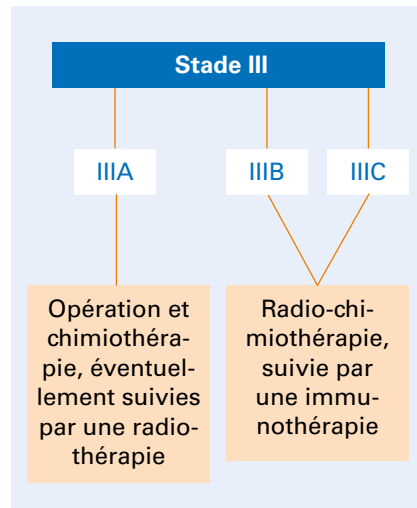 Stade III
IIIA
IIIB
IIIC
Opération et
chimiothéra-
pie, éventuel-
lement suivies
par une radio-
thérapie
Radio-chi-
miothérapie,
suivie par
une immu-
nothérapie